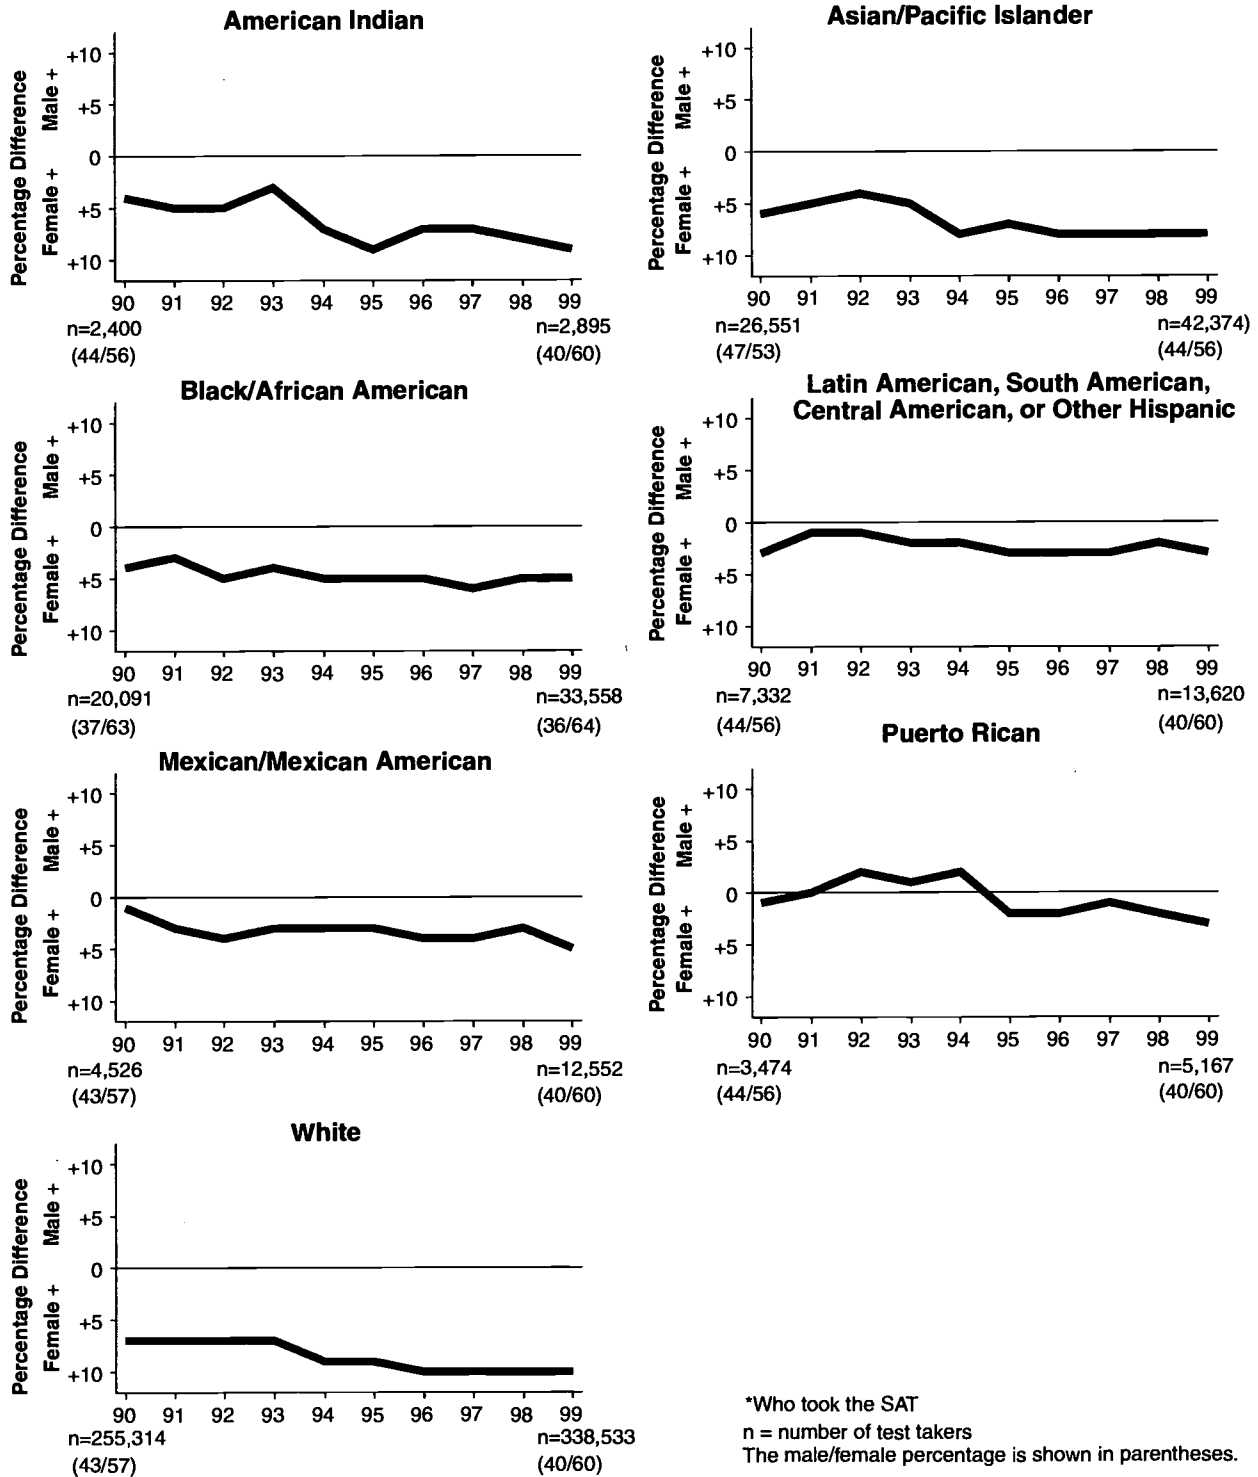 American Indian
Percentage Difference
Female + Male +
+10
+5
0
+5
+10
90 91 92 93 94 95 96 97 98 99
n=2,400 n=2,895
(44/56) (40/60)
Asian/Pacific Islander
Percentage Difference
Female + Male +
+10
+5
0
+5
+10
90 91 92 93 94 95 96 97 98 99
n=26,551 n=42,374)
(47/53) (44/56)
Black/African American
Percentage Difference
Female + Male +
+10
+5
0
+5
+10
90 91 92 93 94 95 96 97 98 99
n=20,091 n=33,558
(37/63) (36/64)
Latin American, South American,
Central American, or Other Hispanic
Percentage Difference
Female + Male +
+10
+5
0
+5
+10
90 91 92 93 94 95 96 97 98 99
n=7,332 n=13,620
(44/56) (40/60)
Mexican/Mexican American
Percentage Difference
Female + Male +
+10
+5
0
+5
+10
90 91 92 93 94 95 96 97 98 99
n=4,526 n=12,552
(43/57) (40/60)
Puerto Rican
Percentage Difference
Female + Male +
+10
+5
0
+5
+10
90 91 92 93 94 95 96 97 98 99
n=3,474 n=5,167
(44/56) (40/60)
White
Percentage Difference
Female + Male +
+10
+5
0
+5
+10
90 91 92 93 94 95 96 97 98 99
n=255,314 n=338,533
(43/57) (40/60)
*Who took the SAT
n = number of test takers
The male/female percentage is shown in parentheses.